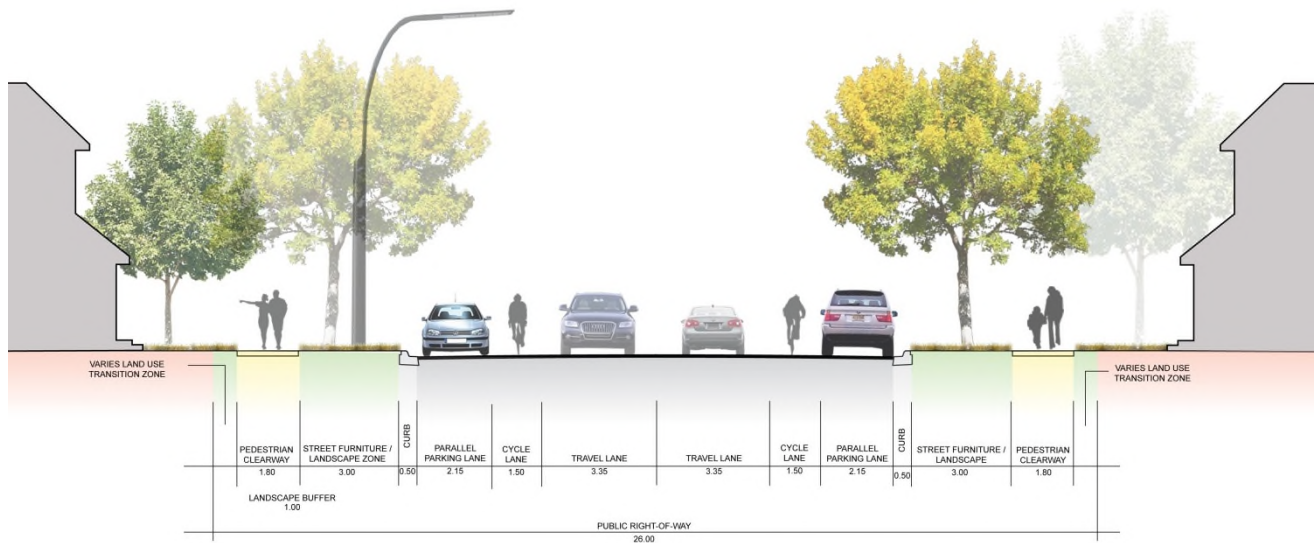 VARIES LAND USE
TRANSITION ZONE
VARIES LAND USE
TRANSITION ZONE
PEDESTRIAN
CLEARWAY
1.80
STREET FURNITURE /
LANDSCAPE ZONE
3.00
CURB
0.50
PARALLEL
PARKING LANE
2.15
CYCLE
LANE
1.50
TRAVEL LANE
3.35
TRAVEL LANE
3.35
CYCLE
LANE
1.50
PARALLEL
PARKING LANE
2.15
CURB
0.50
STREET FURNITURE /
LANDSCAPE
3.00
PEDESTRIAN
CLEARWAY
1.80
LANDSCAPE BUFFER
1.00
PUBLIC RIGHT-OF-WAY
26.00